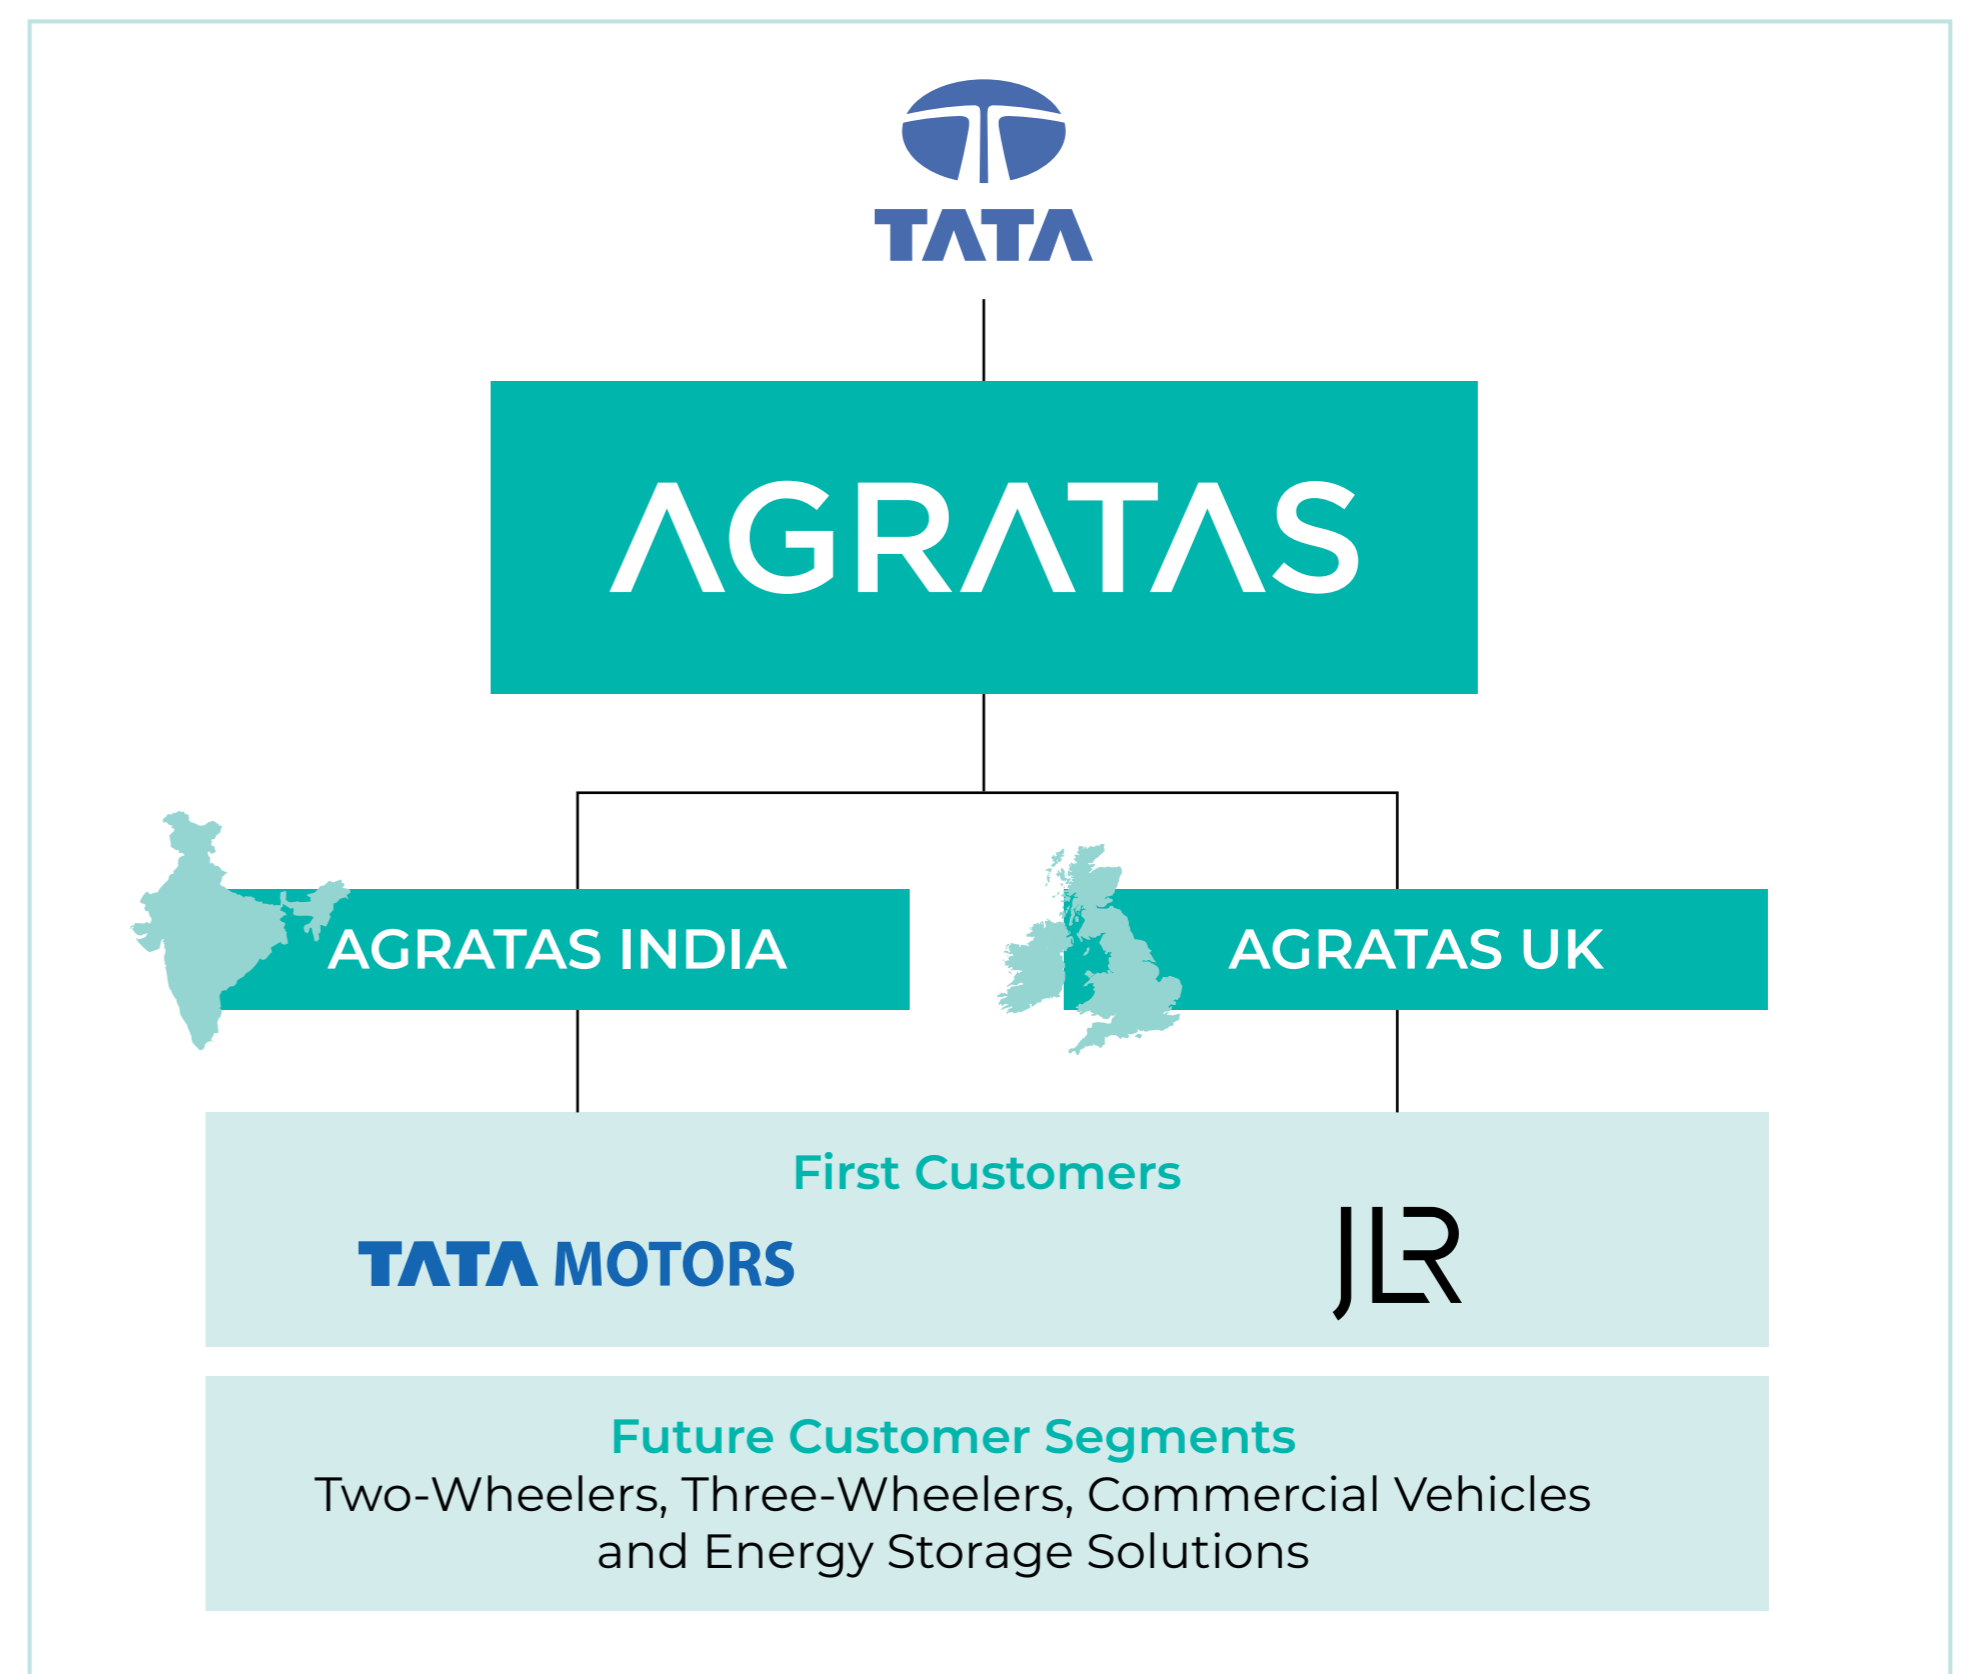 TATA
AGRATAS
AGRATAS INDIA
AGRATAS UK
First Customers
TATA MOTORS
JLR
Future Customer Segments
Two-Wheelers, Three-Wheelers, Commercial Vehicles
and Energy Storage Solutions